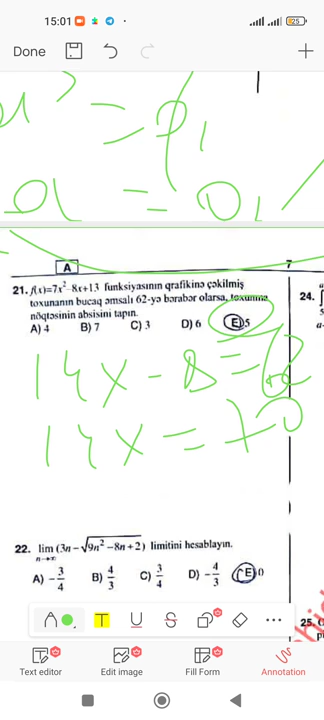 15:01
25
Done
= 
A
7
21. f(x)=7x²-8x+13 funksiyasının qrafikinə çəkilmiş
toxunanın bucaq əmsalı 62-yə bərabər olarsa, toxunma
nöqtəsinin absisini tapın.
A) 4 B) 7 C) 3 D) 6 E) 5
24.
14x - 8 = 62
14x = 70
22. lim (3n - √9n² - 8n + 2) limitini hesablayın.
n→∞
A) -3/4 B) 4/3 C) 3/4 D) -4/3 E) 0
A T U S
25.
Text editor Edit image Fill Form Annotation